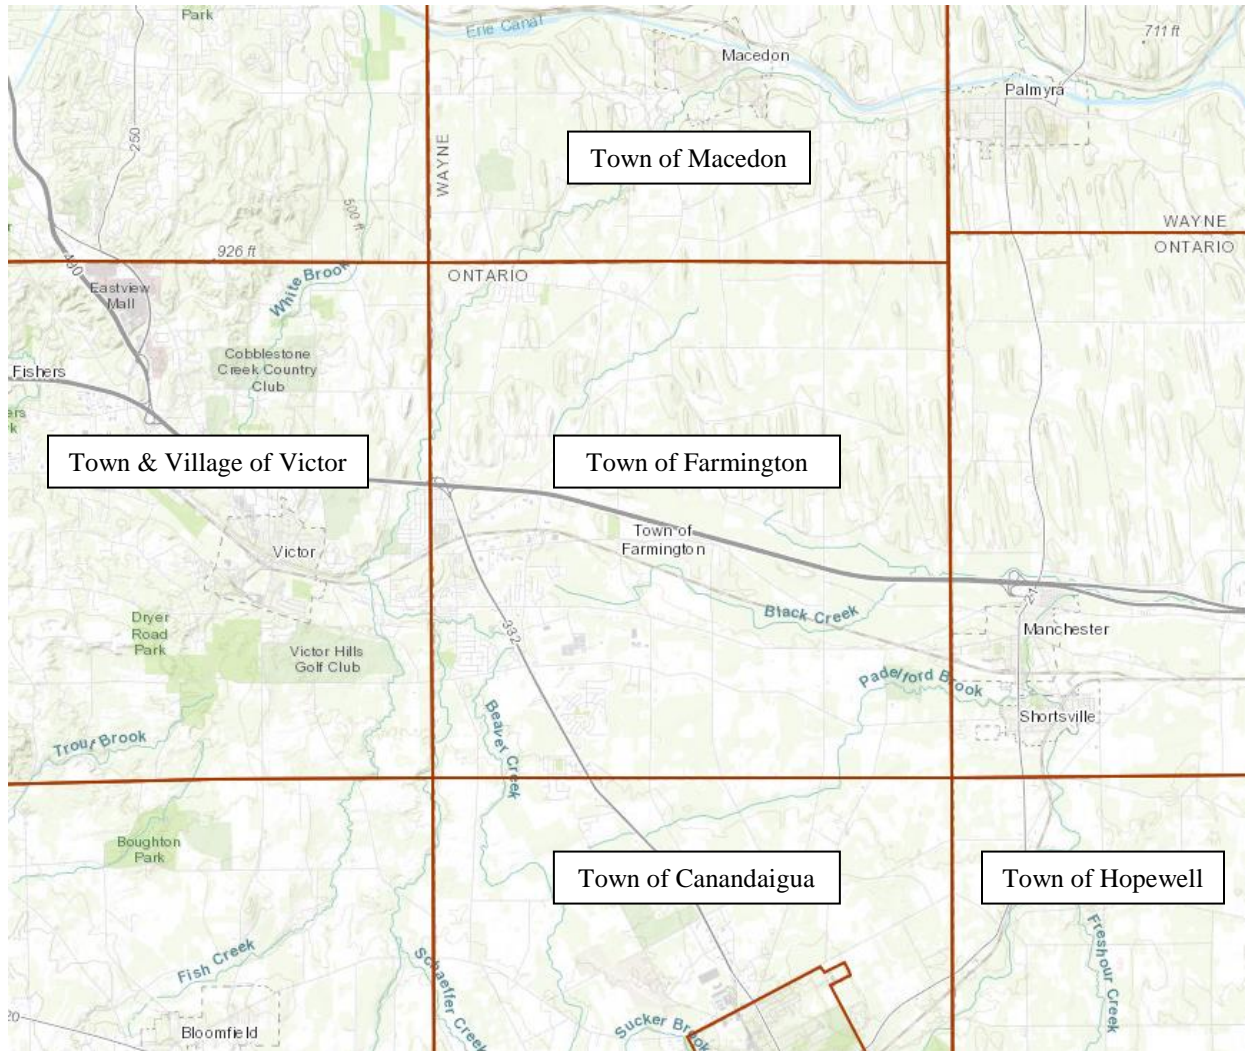 Park
Erie Canal
Macedon
711 ft
Palmyra
250
WAYNE
Town of Macedon
500 ft
926 ft
WAYNE
ONTARIO
490
Eastview
Mall
White Brook
ONTARIO
Cobblestone
Creek Country
Club
Fishers
ers
k
Town & Village of Victor
Town of Farmington
Victor
Town of
Farmington
21
Black Creek
Manchester
332
Dryer
Road
Park
Victor Hills
Golf Club
Padelford Brook
Shortsville
Beaver Creek
Trout Brook
Boughton
Park
Town of Canandaigua
Town of Hopewell
Fish Creek
Schaeffer Creek
Freshour Creek
20
Bloomfield
Sucker Brook